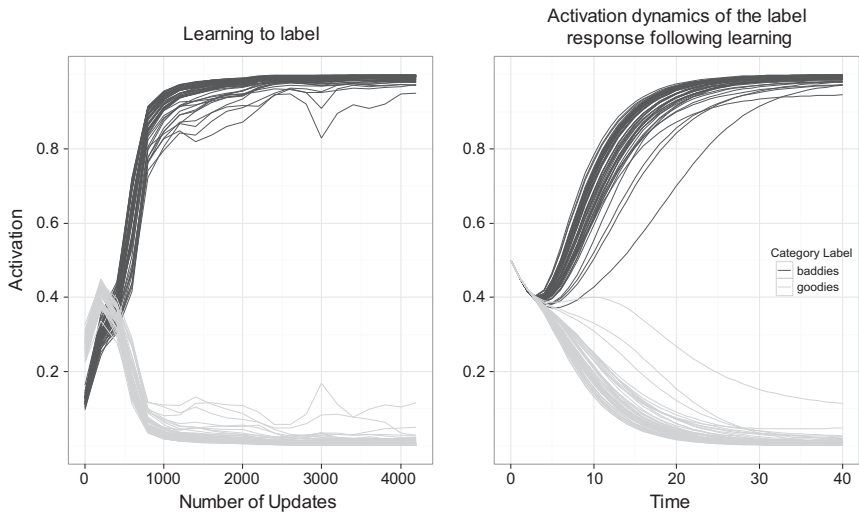 Learning to label
Activation dynamics of the label
response following learning
Activation
0.8
0.6
0.4
0.2
0
1000
2000
3000
4000
Number of Updates
0.8
0.6
0.4
0.2
0
10
20
30
40
Time
Category Label
baddies
goodies